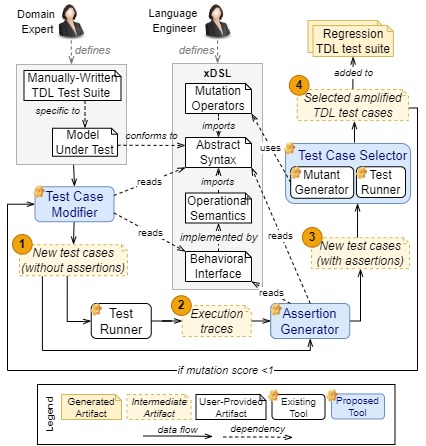 Domain
Expert
Language
Engineer
Regression
TDL test suite
defines
defines
added to
4
Manually-Written
TDL Test Suite
specific to
Model
Under Test
conforms to
xDSL
Mutation
Operators
imports
Abstract
Syntax
imports
Operational
Semantics
implemented by
Behavioral
Interface
Selected amplified
TDL test cases
uses
Test Case Selector
Mutant
Generator
Test
Runner
Test Case
Modifier
reads
reads
reads
reads
1
New test cases
(without assertions)
3
New test cases
(with assertions)
Test
Runner
2
Execution
traces
Assertion
Generator
if mutation score <1
Legend
Generated
Artifact
Intermediate
Artifact
User-Provided
Artifact
Existing
Tool
Proposed
Tool
data flow
dependency